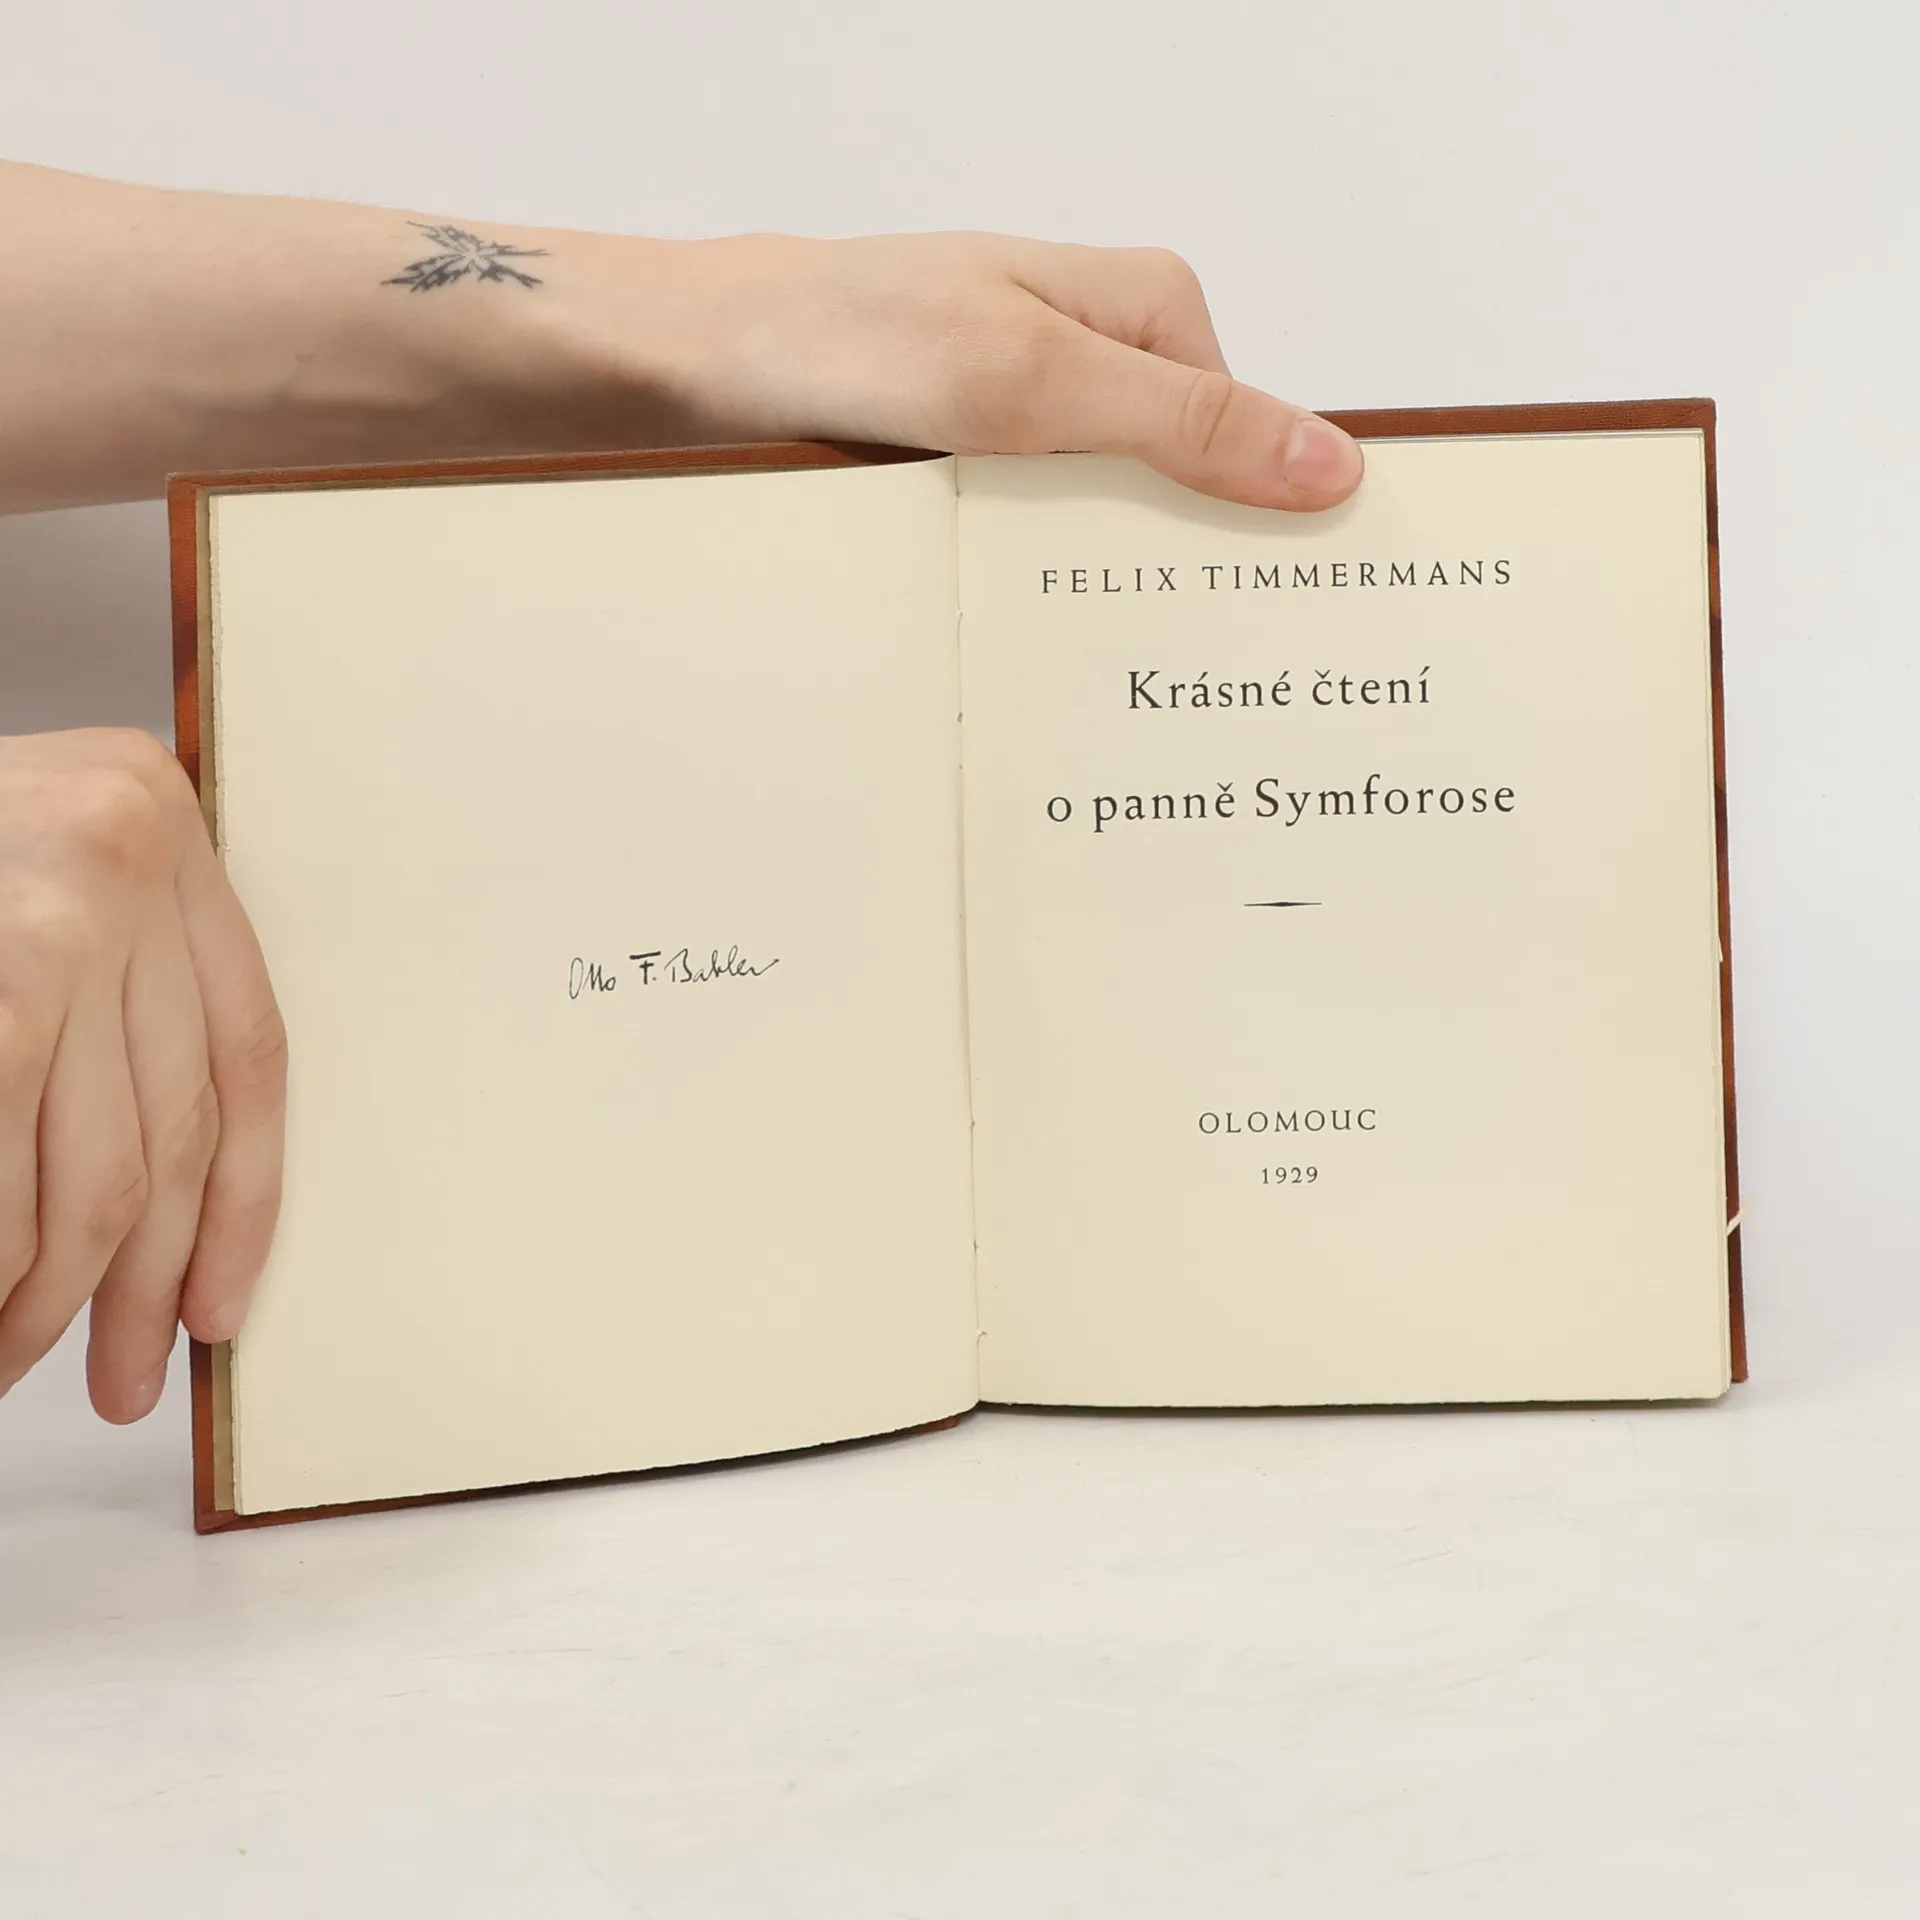 Otto F. Babler
FELIX TIMMERMANS
Krásné čtení
o panně Symforose
OLOMOUC
1929